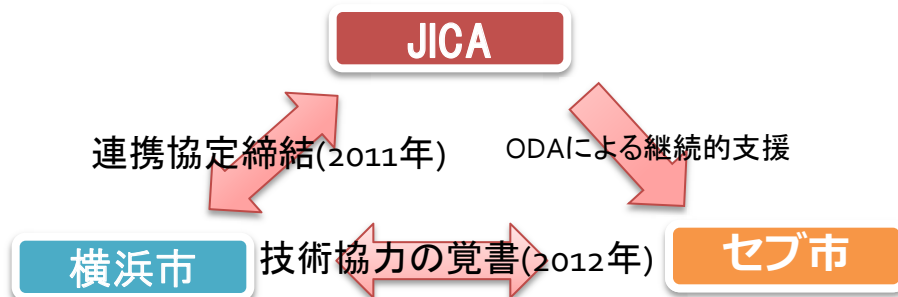 JICA
連携協定締結(2011年)
ODAによる継続的支援
横浜市
技術協力の覚書(2012年)
セブ市